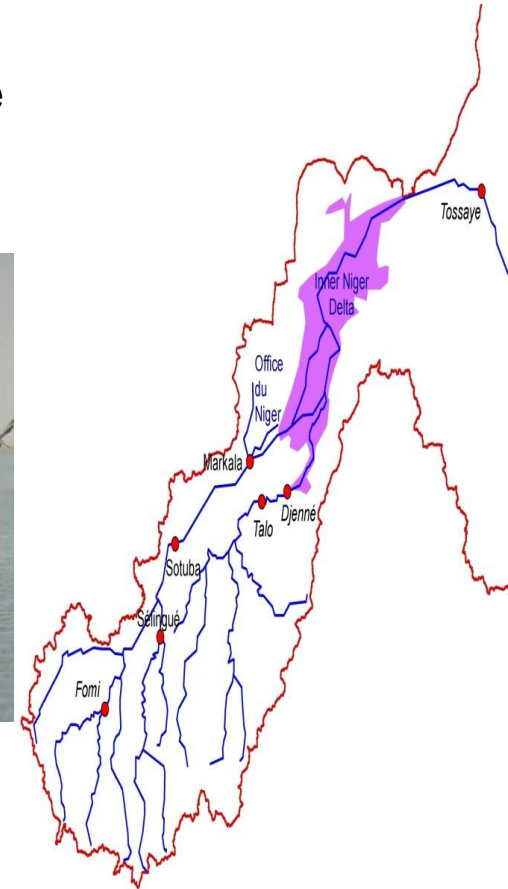 e
Tossaye
Inner Niger
Delta
Office
du
Niger
Markala
Djenné
Talo
Sotuba
Sélingué
Fomi